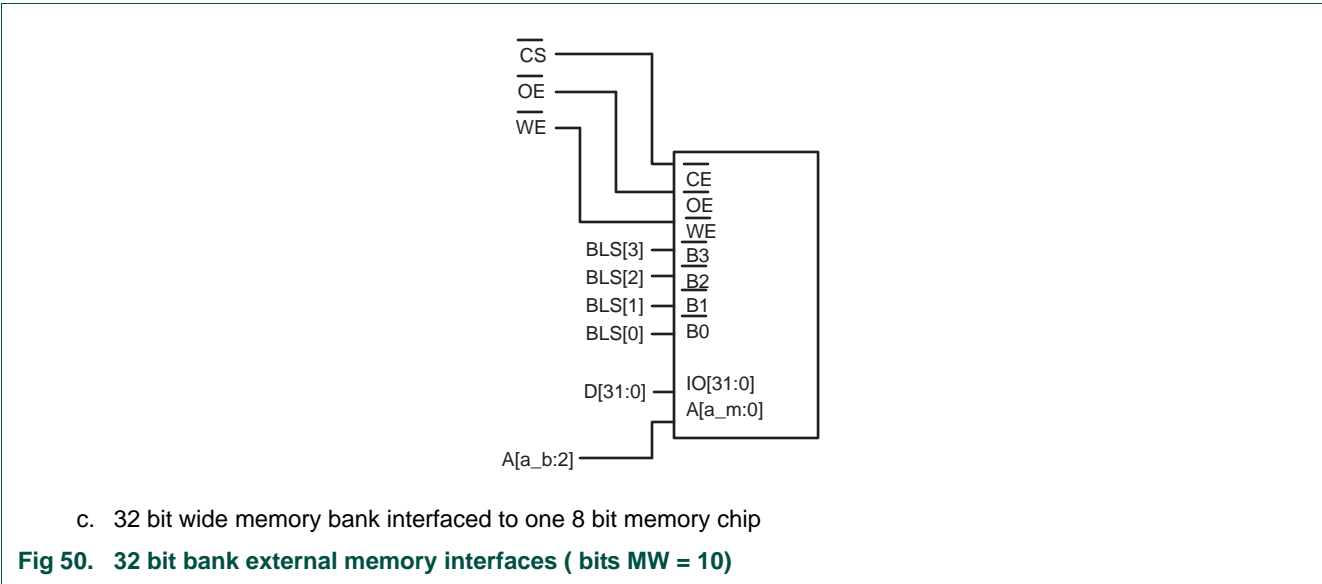 CS
OE
WE
CE
OE
WE
BLS[3] B3
BLS[2] B2
BLS[1] B1
BLS[0] B0
D[31:0] IO[31:0]
A[a_m:0]
A[a_b:2]
c. 32 bit wide memory bank interfaced to one 8 bit memory chip
Fig 50. 32 bit bank external memory interfaces ( bits MW = 10)